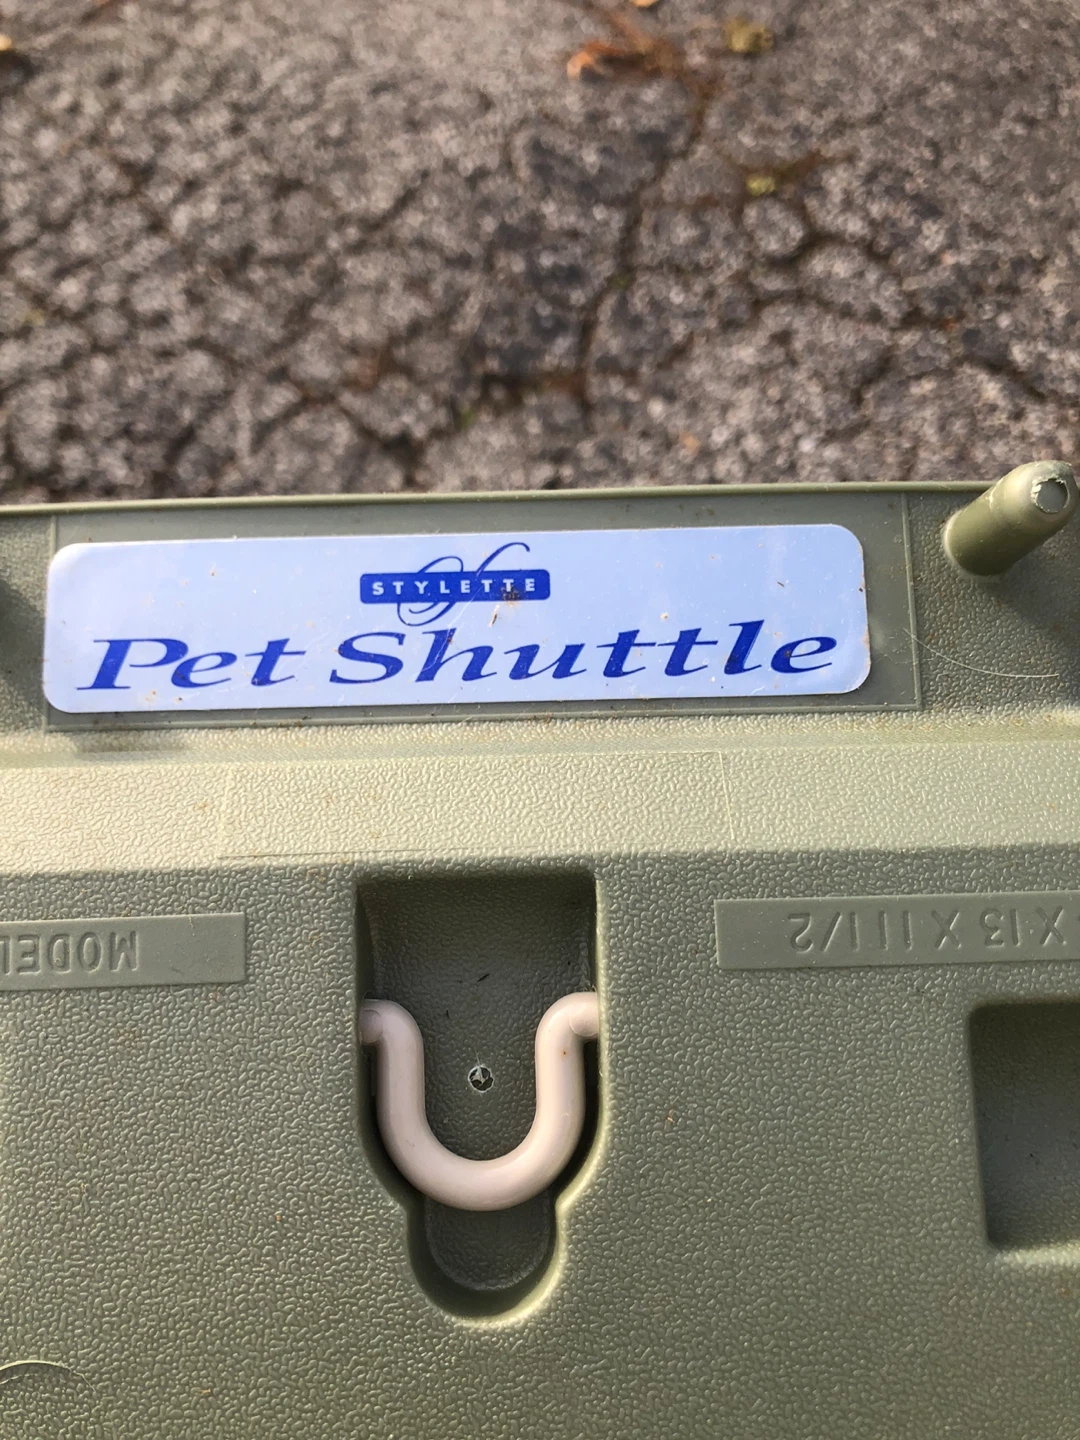 STYLETTE
Pet Shuttle
MODEL
X 13 X 11 1/2